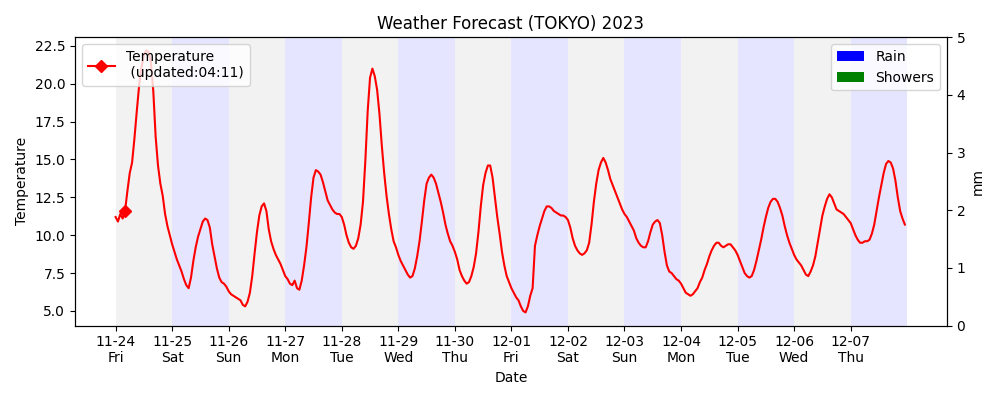 Weather Forecast (TOKYO) 2023
Temperature
(updated:04:11)
Rain
Showers
22.5
20.0
17.5
15.0
12.5
10.0
7.5
5.0
Temperature
5
4
3
2
1
0
mm
11-24 11-25 11-26 11-27 11-28 11-29 11-30 12-01 12-02 12-03 12-04 12-05 12-06 12-07
Fri Sat Sun Mon Tue Wed Thu Fri Sat Sun Mon Tue Wed Thu
Date